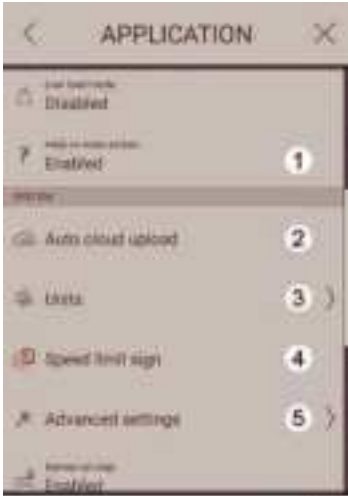 APPLICATION
Disabled
Enabled
1
Auto cloud upload
2
Units
3
Speed limit sign
4
Advanced settings
5
Enabled